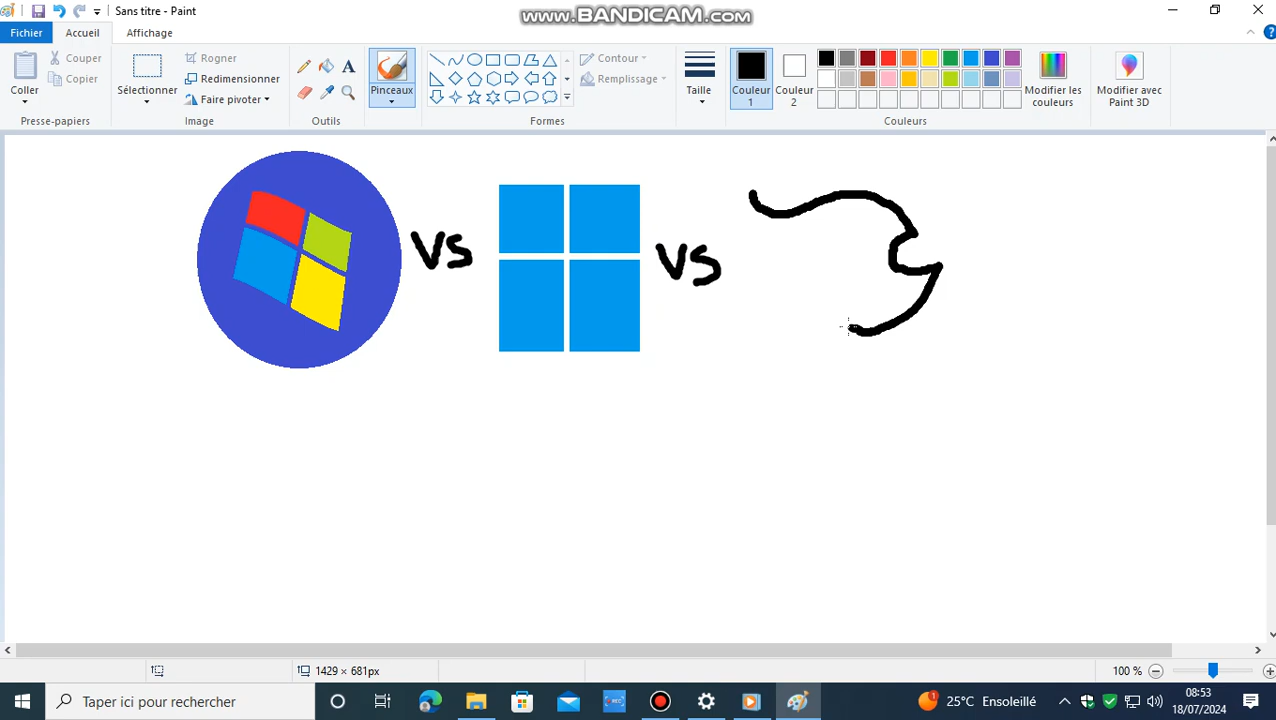 Sans titre - Paint
www.BANDICAM.com
Fichier Accueil Affichage
Coller
Couper
Copier
Presse-papiers
Sélectionner
Rogner
Redimensionner
Faire pivoter
Image
A
Outils
Pinceaux
Contour
Remplissage
Formes
Taille
Couleur 1
Couleur 2
Modifier les couleurs
Couleurs
Modifier avec Paint 3D
VS
VS
1429 × 681px
100 %
Taper ici pour rechercher
REC
1
25°C Ensoleillé
08:53
18/07/2024